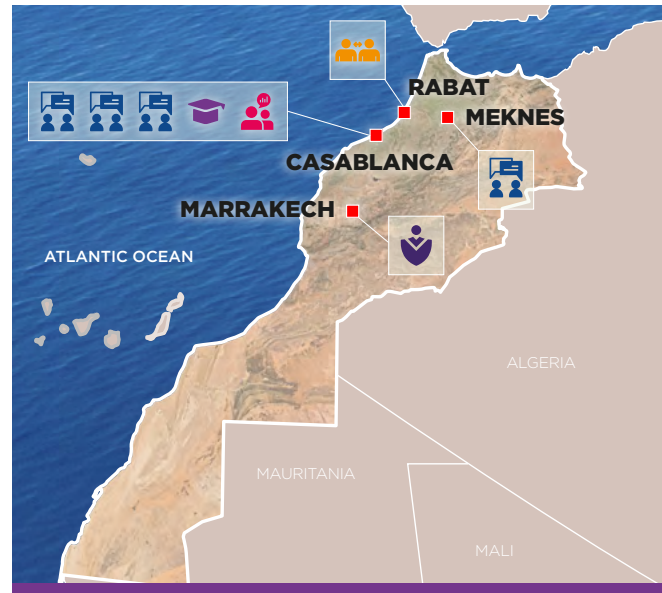 RABAT
MEKNES
CASABLANCA
MARRAKECH
ATLANTIC OCEAN
ALGERIA
MAURITANIA
MALI